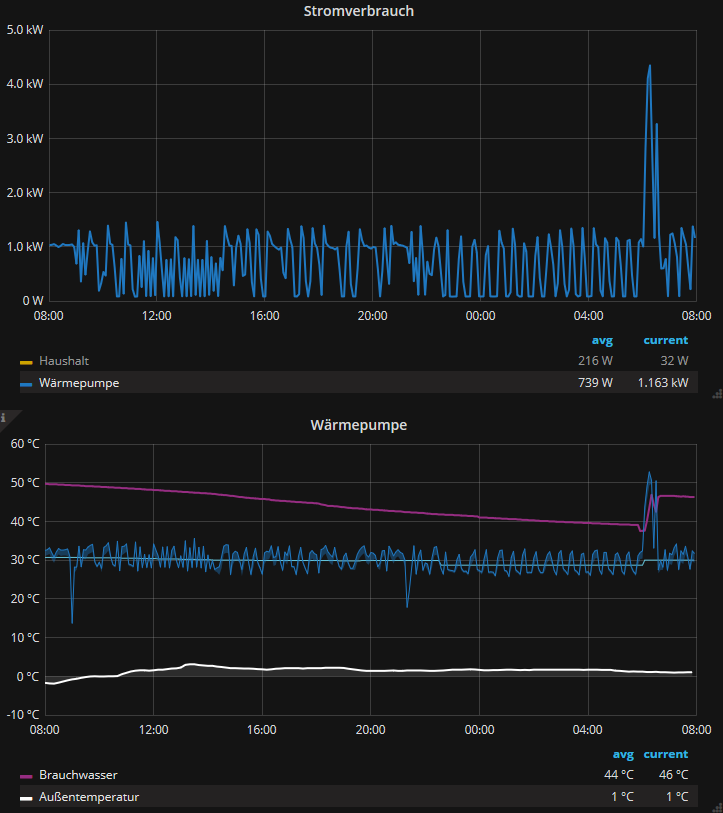 Stromverbrauch
5.0 kW
4.0 kW
3.0 kW
2.0 kW
1.0 kW
0 W
08:00 12:00 16:00 20:00 00:00 04:00 08:00
avg current
Haushalt 216 W 32 W
Wärmepumpe 739 W 1.163 kW
i
Wärmepumpe
60 °C
50 °C
40 °C
30 °C
20 °C
10 °C
0 °C
-10 °C
08:00 12:00 16:00 20:00 00:00 04:00 08:00
avg current
Brauchwasser 44 °C 46 °C
Außentemperatur 1 °C 1 °C